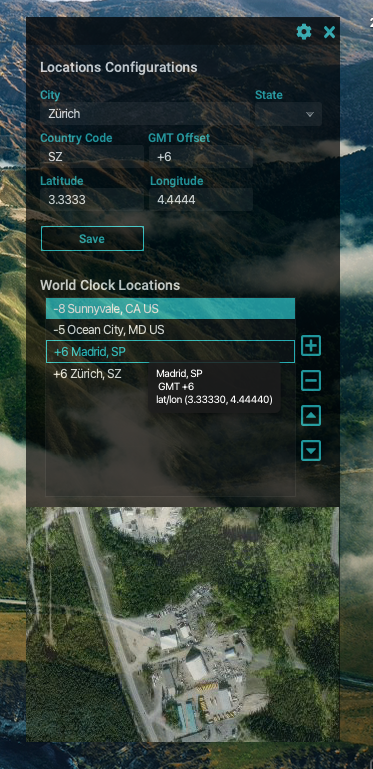 Locations Configurations
City
State
Zürich
Country Code
GMT Offset
SZ
+6
Latitude
Longitude
3.3333
4.4444
Save
World Clock Locations
-8 Sunnyvale, CA US
-5 Ocean City, MD US
+6 Madrid, SP
+6 Zürich, SZ
Madrid, SP
GMT +6
lat/lon (3.33330, 4.44440)